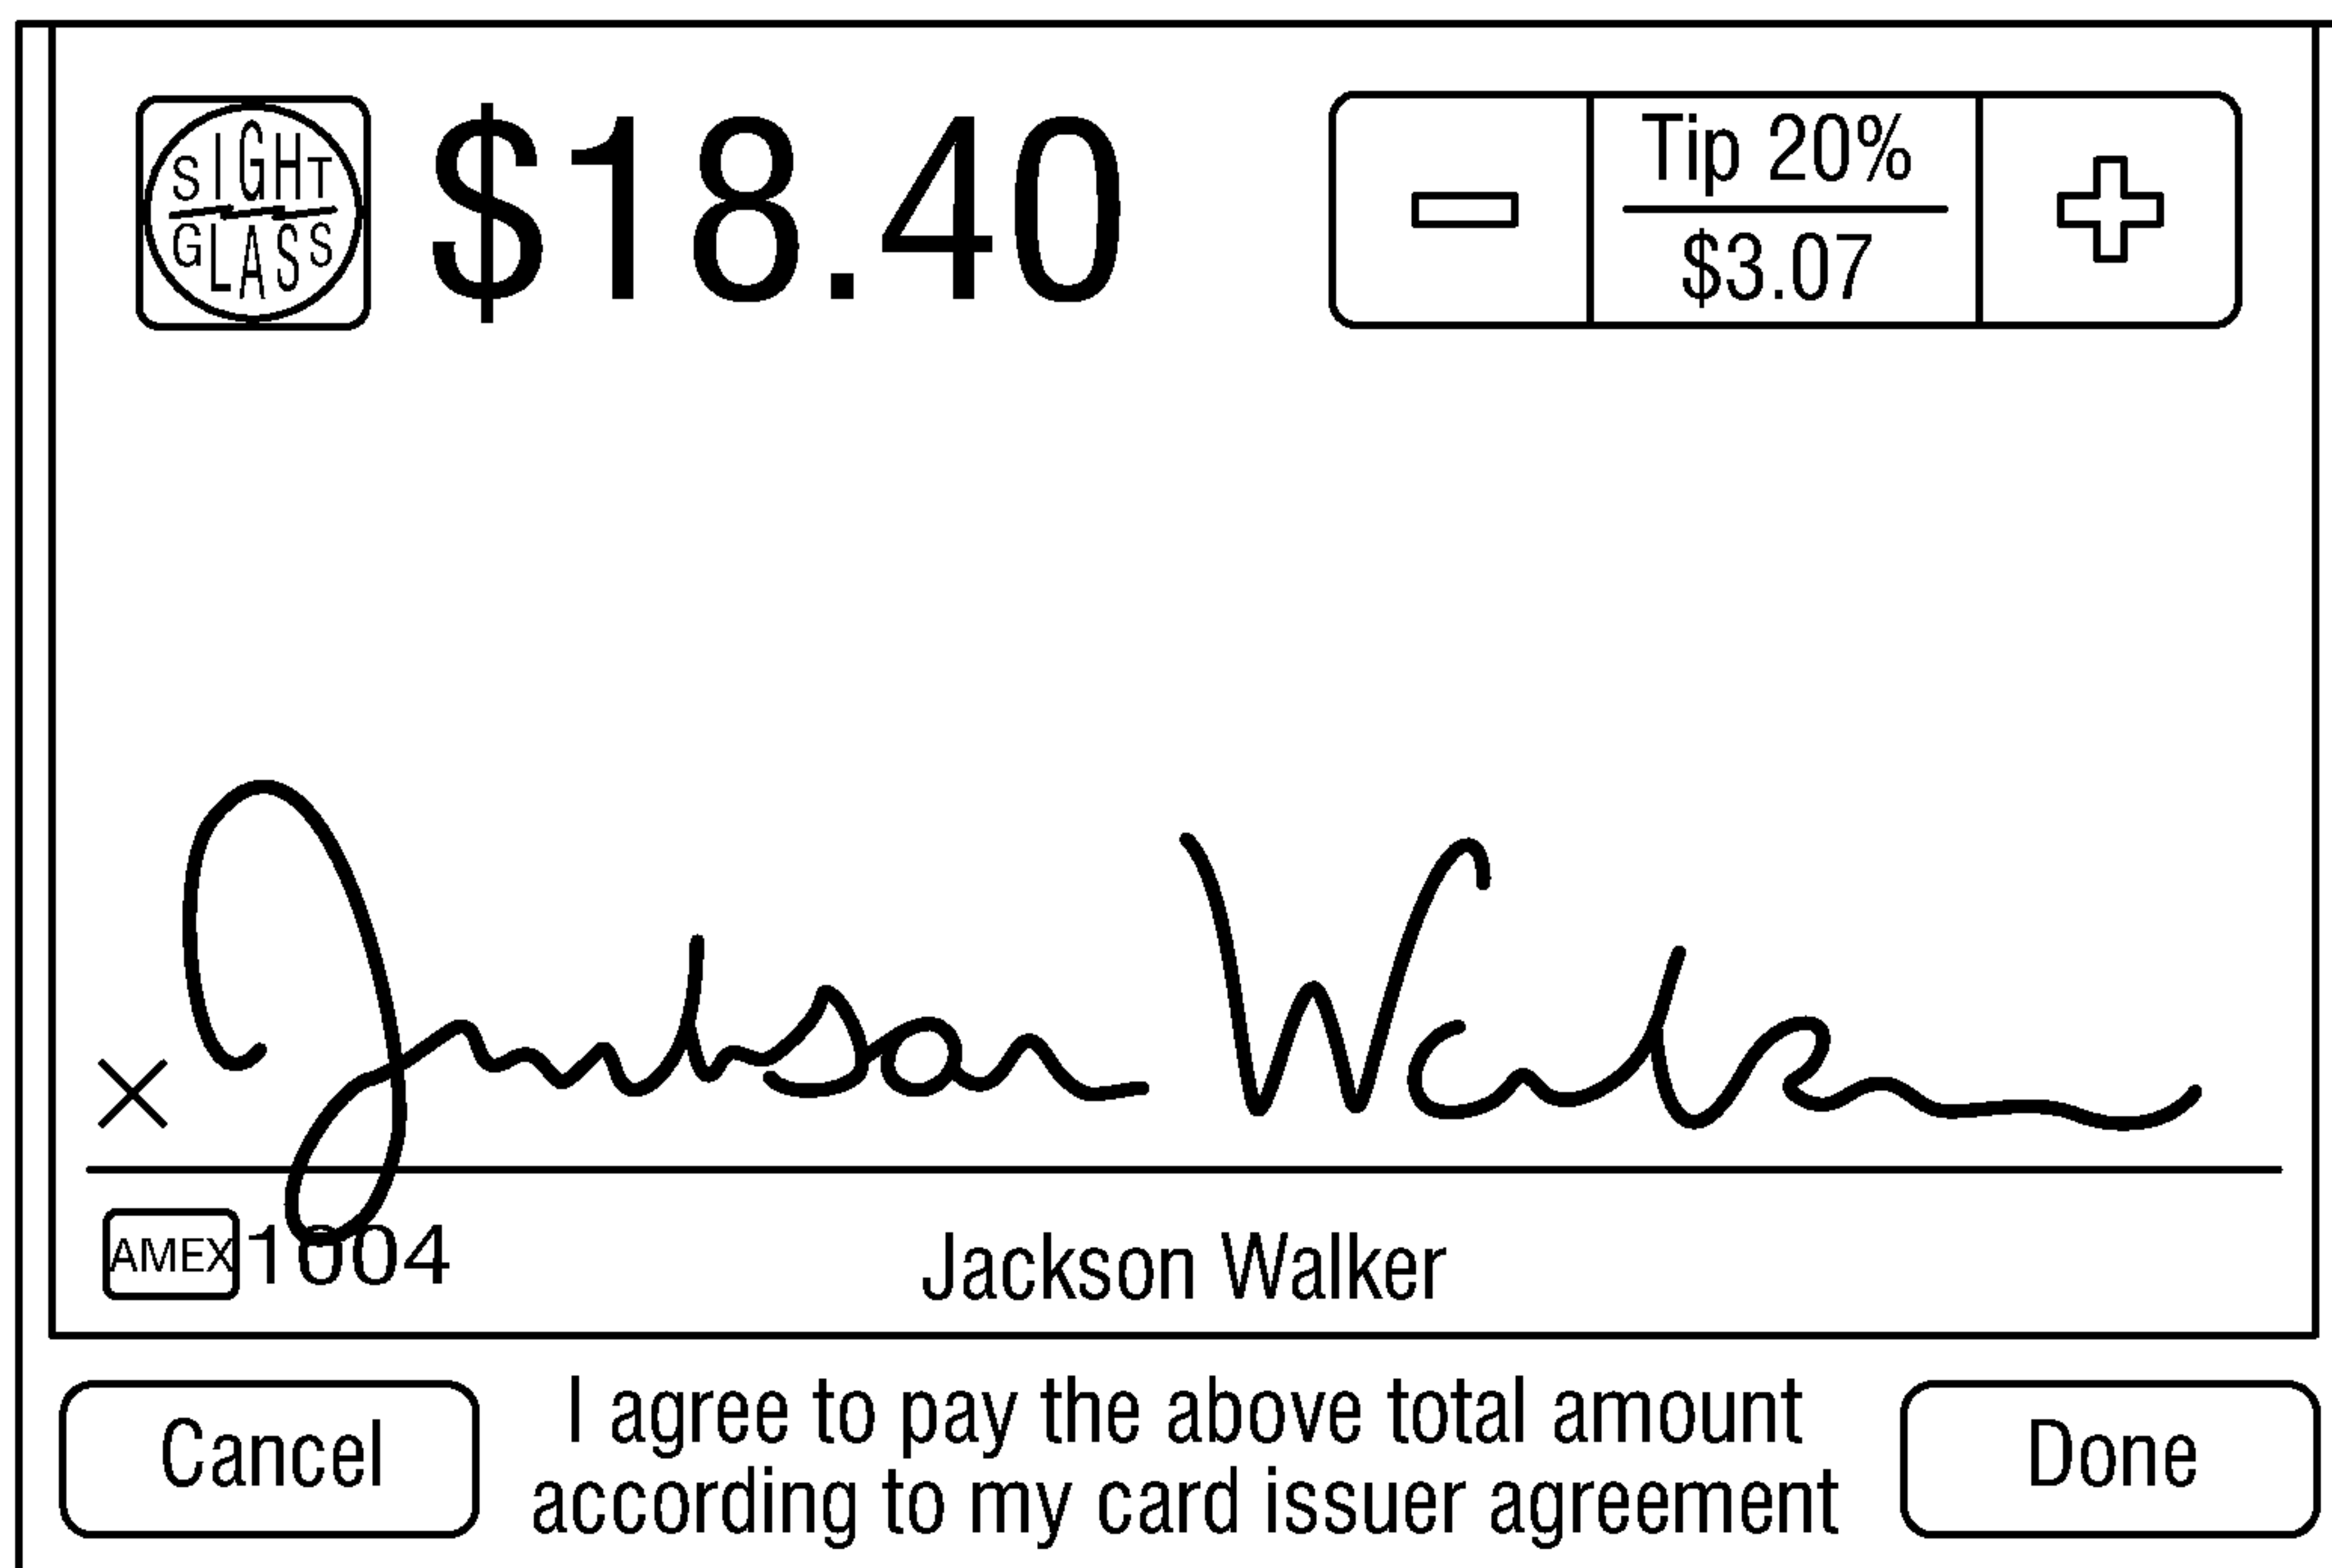 SIGHT
GLASS
$18.40
Tip 20%
$3.07
Jackson Walker
AMEX 1004
Jackson Walker
Cancel
I agree to pay the above total amount
according to my card issuer agreement
Done